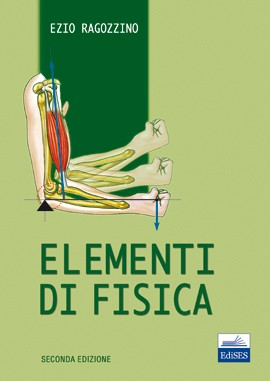 EZIO RAGOZZINO
ELEMENTI
DI FISICA
SECONDA EDIZIONE
EdiSES